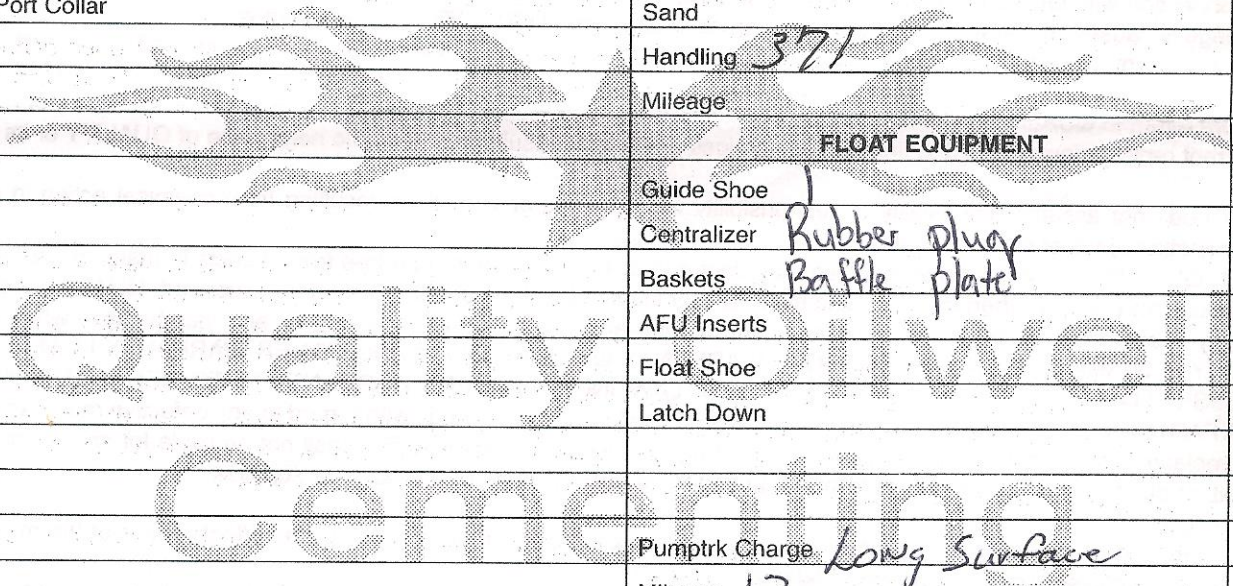 Port Collar
Sand
Handling 371
Mileage
FLOAT EQUIPMENT
Guide Shoe 1
Centralizer Rubber plug
Baskets Baffle plate
AFU Inserts
Float Shoe
Latch Down
Quality Oilwell
Cementing
Pumptrk Charge Long Surface